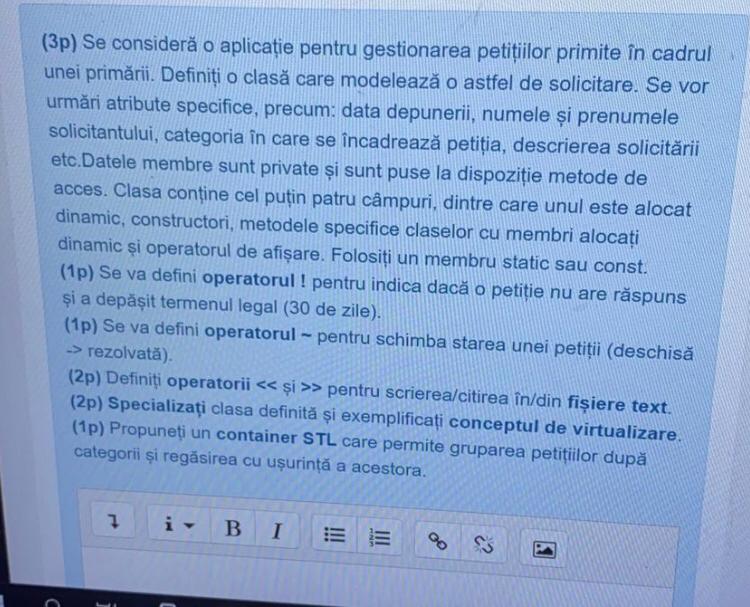 (3p) Se consideră o aplicație pentru gestionarea petițiilor primite în cadrul
unei primării. Definiți o clasă care modelează o astfel de solicitare. Se vor
urmări atribute specifice, precum: data depunerii, numele și prenumele
solicitantului, categoria în care se încadrează petiția, descrierea solicitării
etc.Datele membre sunt private și sunt puse la dispoziție metode de
acces. Clasa conține cel puțin patru câmpuri, dintre care unul este alocat
dinamic, constructori, metodele specifice claselor cu membri alocați
dinamic și operatorul de afișare. Folosiți un membru static sau const.
(1p) Se va defini operatorul ! pentru indica dacă o petiție nu are răspuns
și a depășit termenul legal (30 de zile).
(1p) Se va defini operatorul ~ pentru schimba starea unei petiții (deschisă
-> rezolvată).
(2p) Definiți operatorii << și >> pentru scrierea/citirea în/din fișiere text.
(2p) Specializați clasa definită și exemplificați conceptul de virtualizare.
(1p) Propuneți un container STL care permite gruparea petițiilor după
categorii și regăsirea cu ușurință a acestora.
i B I